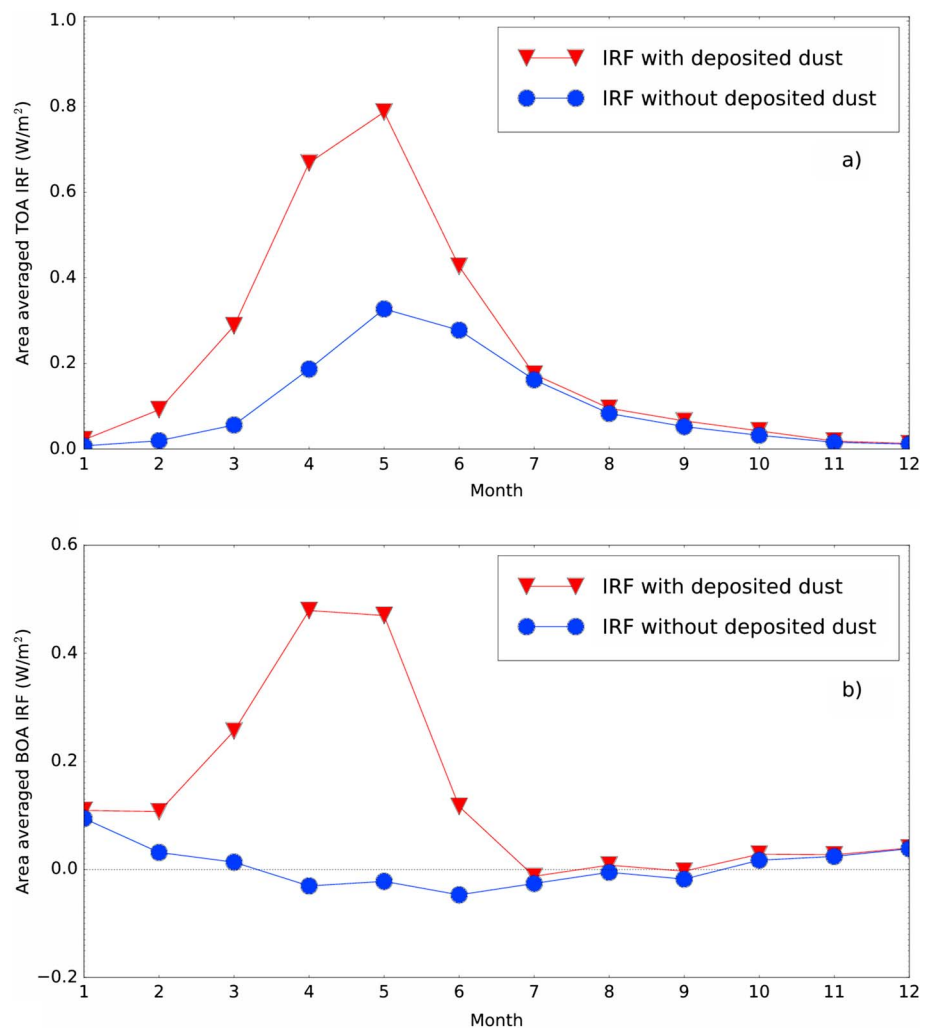 1.0
0.8
0.6
0.4
0.2
0.0
Area averaged TOA IRF (W/m²)
IRF with deposited dust
IRF without deposited dust
a)
1 2 3 4 5 6 7 8 9 10 11 12
Month
0.6
0.4
0.2
0.0
−0.2
Area averaged BOA IRF (W/m²)
IRF with deposited dust
IRF without deposited dust
b)
1 2 3 4 5 6 7 8 9 10 11 12
Month